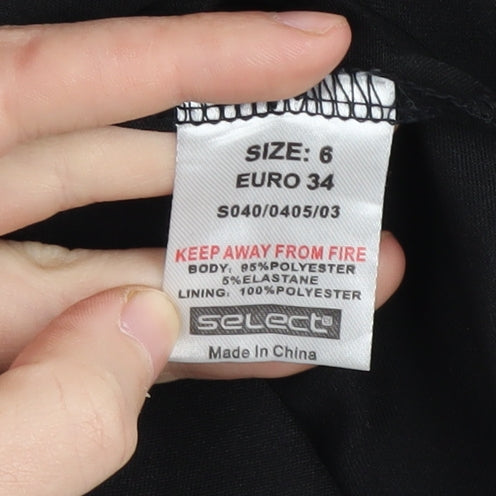 SIZE: 6
EURO 34
S040/0405/03
KEEP AWAY FROM FIRE
BODY: 95%POLYESTER
5%ELASTANE
LINING: 100%POLYESTER
select
Made In China